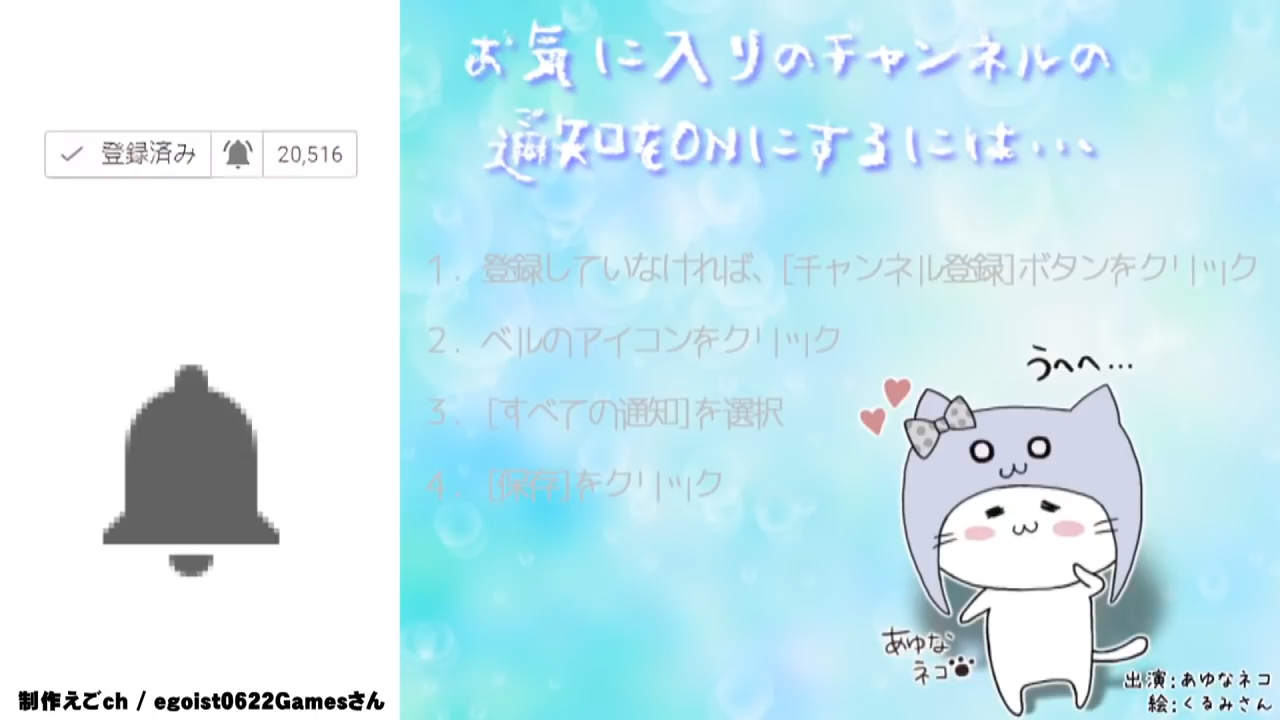 お気に入りのチャンネルの
通知をONにするには・・・
登録済み 20,516
1. 登録していなければ、[チャンネル登録]ボタンをクリック
2. ベルのアイコンをクリック
3. [すべての通知]を選択
4. [保存]をクリック
うへへ…
あゆな
ネコ
出演:あゆなネコ
絵:くるみさん
制作えごch / egoist0622Gamesさん